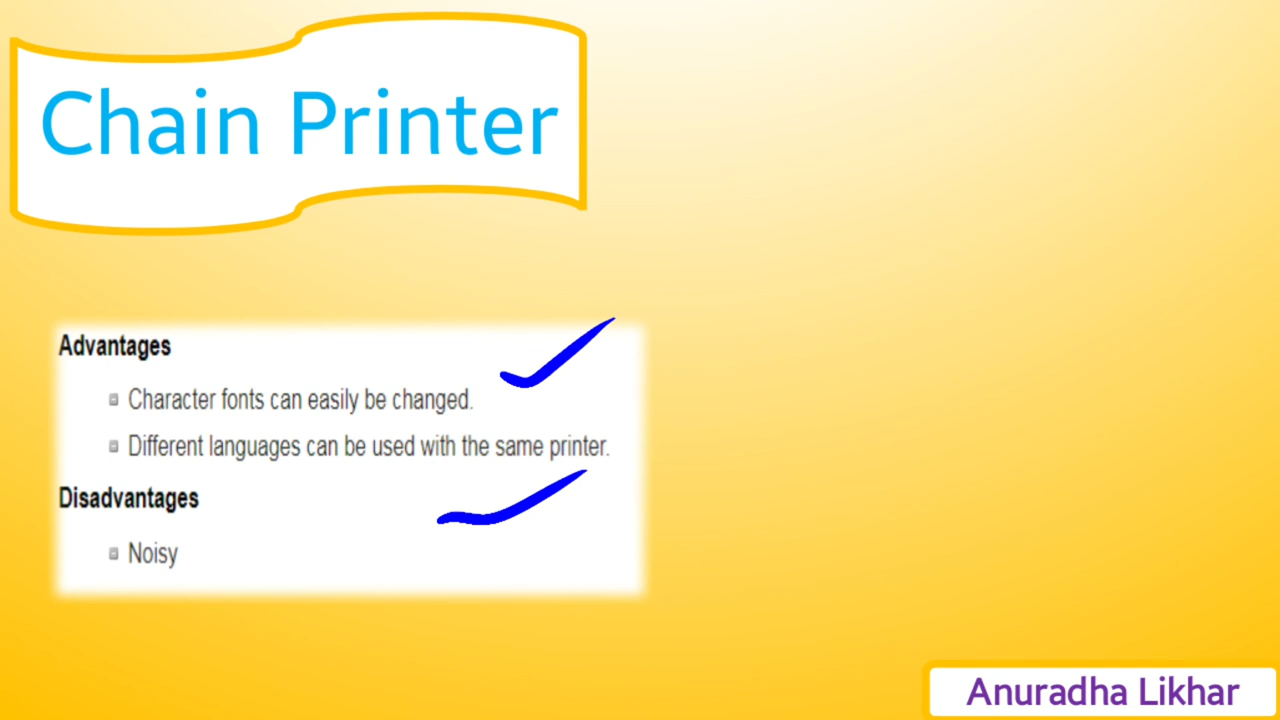 Chain Printer
Advantages
Character fonts can easily be changed.
Different languages can be used with the same printer.
Disadvantages
Noisy
Anuradha Likhar